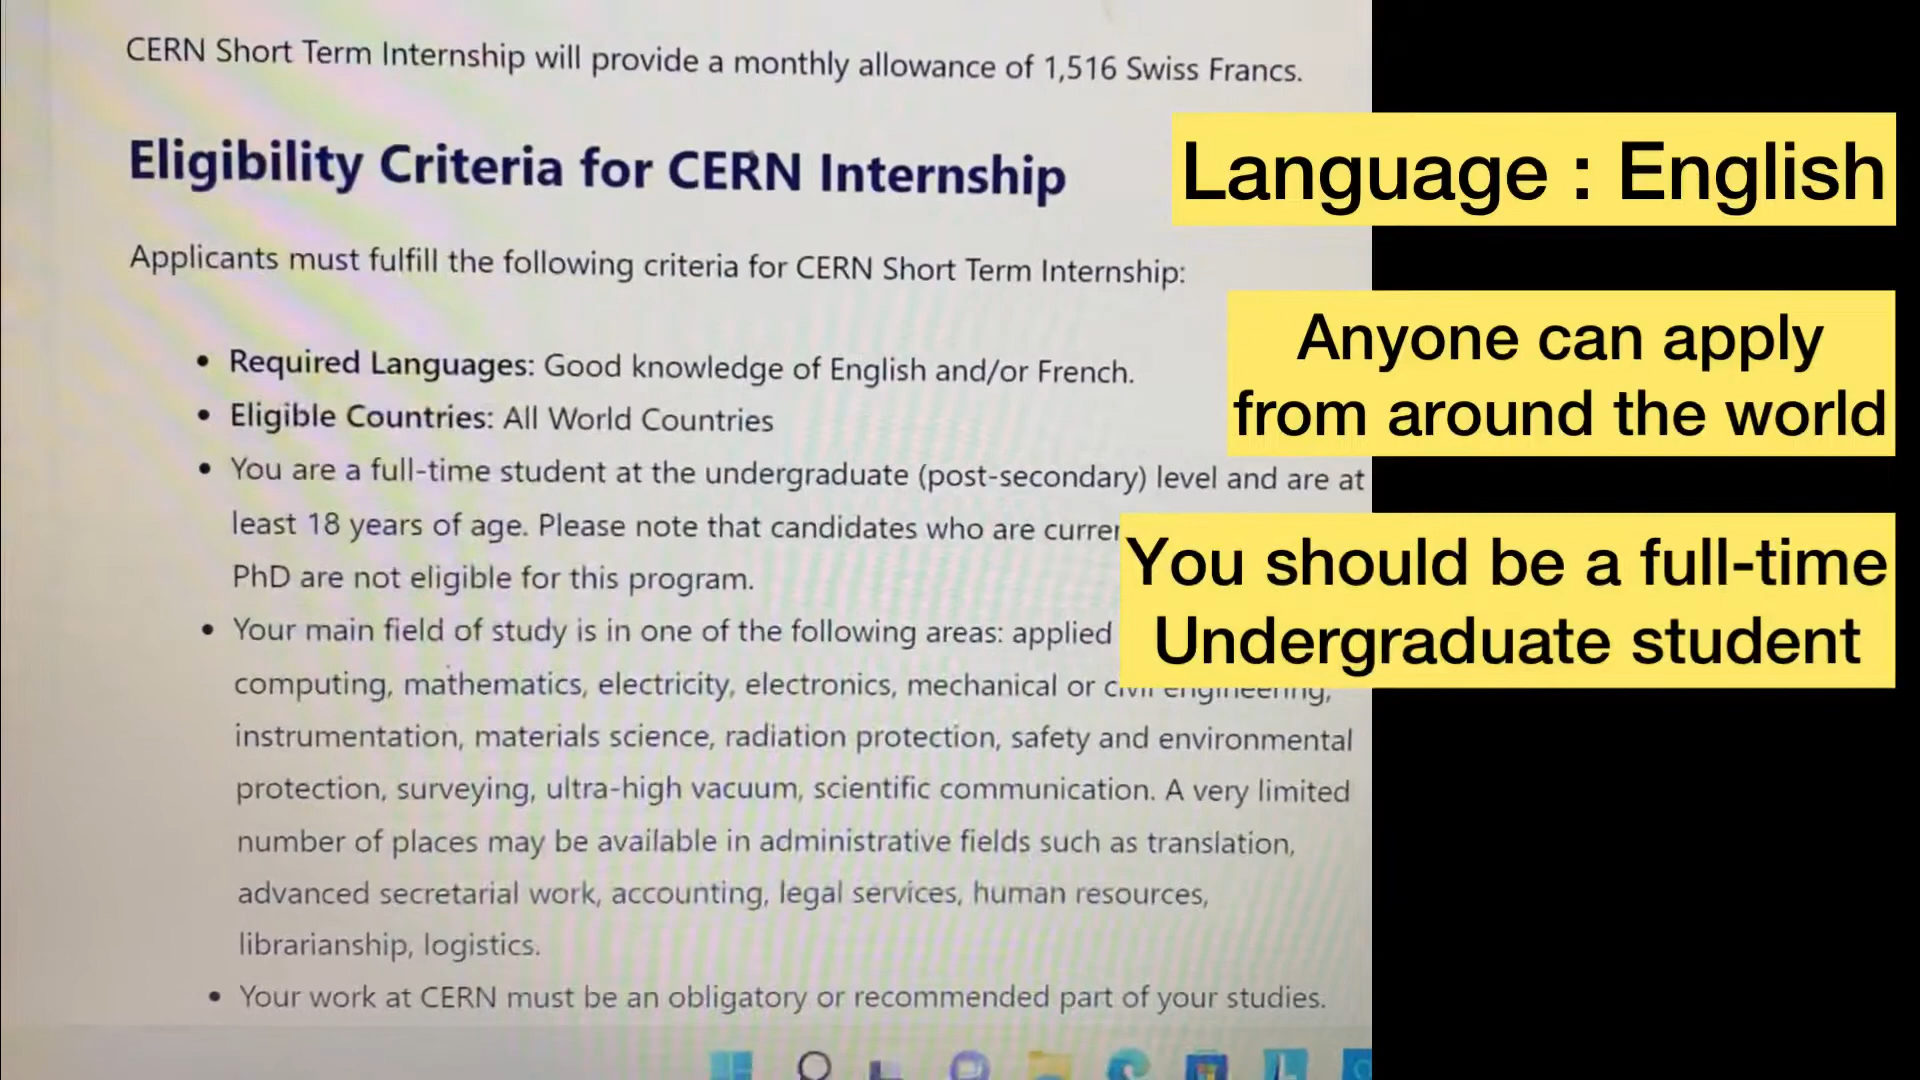 CERN Short Term Internship will provide a monthly allowance of 1,516 Swiss Francs.
Eligibility Criteria for CERN Internship
Applicants must fulfill the following criteria for CERN Short Term Internship:
• Required Languages: Good knowledge of English and/or French.
• Eligible Countries: All World Countries
• You are a full-time student at the undergraduate (post-secondary) level and are at
least 18 years of age. Please note that candidates who are
PhD are not eligible for this program.
• Your main field of study is in one of the following areas: applied
computing, mathematics, electricity, electronics, mechanical or civil engineering,
instrumentation, materials science, radiation protection, safety and environmental
protection, surveying, ultra-high vacuum, scientific communication. A very limited
number of places may be available in administrative fields such as translation,
advanced secretarial work, accounting, legal services, human resources,
librarianship, logistics.
• Your work at CERN must be an obligatory or recommended part of your studies.
Language : English
Anyone can apply
from around the world
You should be a full-time
Undergraduate student